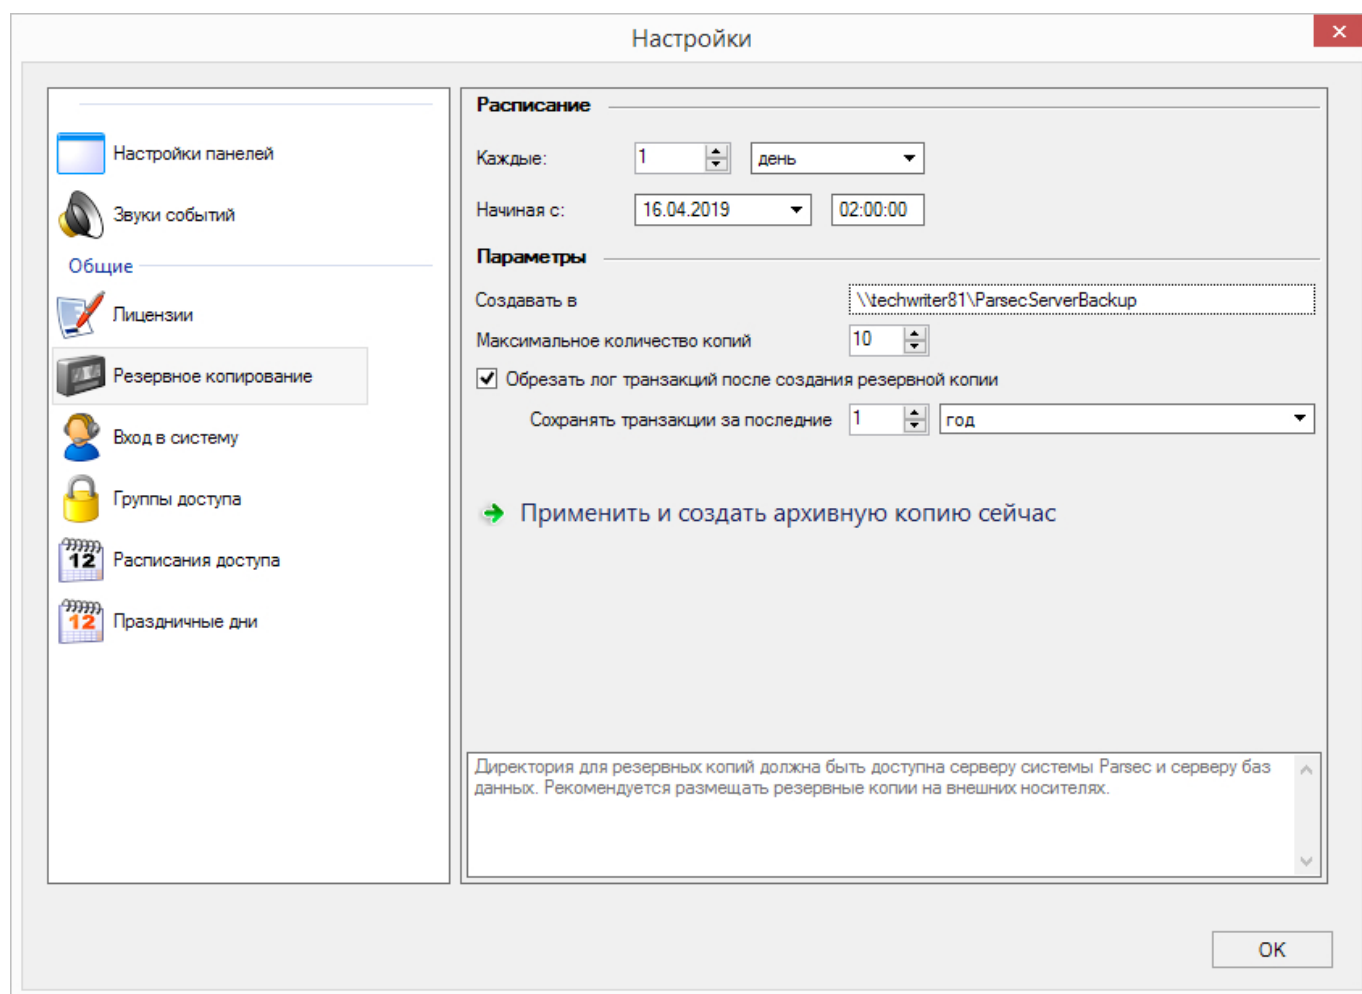 Настройки
Настройки панелей
Звуки событий
Общие
Лицензии
Резервное копирование
Вход в систему
Группы доступа
12
Расписания доступа
12
Праздничные дни
Расписание
Каждые: 1 день
Начиная с: 16.04.2019 02:00:00
Параметры
Создавать в \\techwriter81\ParsecServerBackup
Максимальное количество копий 10
Обрезать лог транзакций после создания резервной копии
Сохранять транзакции за последние 1 год
Применить и создать архивную копию сейчас
Директория для резервных копий должна быть доступна серверу системы Parsec и серверу баз
данных. Рекомендуется размещать резервные копии на внешних носителях.
OK